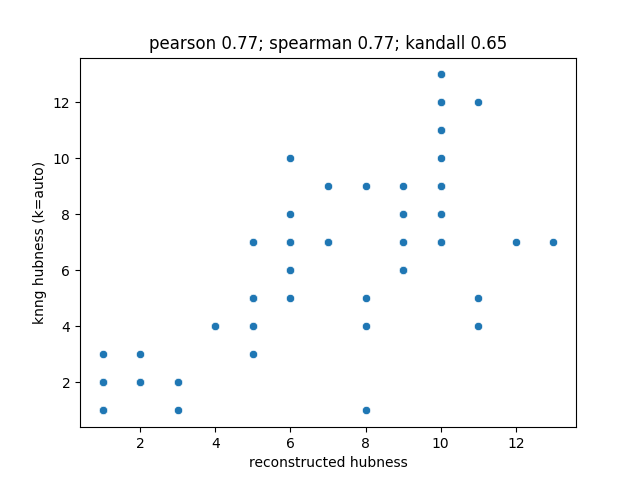 pearson 0.77; spearman 0.77; kandall 0.65
knng hubness (k=auto)
12
10
8
6
4
2
2 4 6 8 10 12
reconstructed hubness